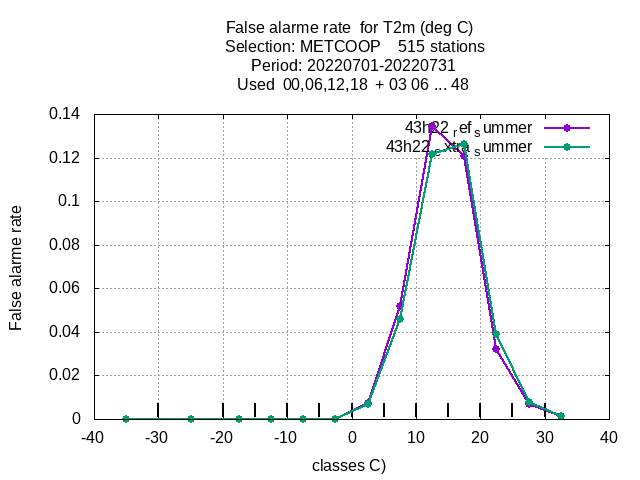 False alarme rate  for T2m (deg C)
Selection: METCOOP    515 stations
Period: 20220701-20220731
Used  00,06,12,18  + 03 06 ... 48
0.14
0.12
0.1
0.08
0.06
0.04
0.02
0
False alarme rate
43h22_ref_summer
43h22_extra_summer
-40 -30 -20 -10 0 10 20 30 40
classes C)